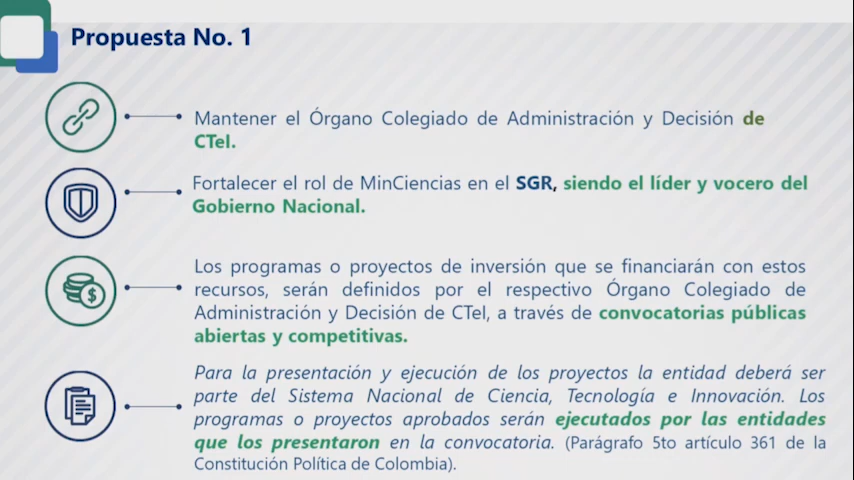 Propuesta No. 1
Mantener el Órgano Colegiado de Administración y Decisión de
CTeI.
Fortalecer el rol de MinCiencias en el SGR, siendo el líder y vocero del
Gobierno Nacional.
Los programas o proyectos de inversión que se financiarán con estos
recursos, serán definidos por el respectivo Órgano Colegiado de
Administración y Decisión de CTeI, a través de convocatorias públicas
abiertas y competitivas.
Para la presentación y ejecución de los proyectos la entidad deberá ser
parte del Sistema Nacional de Ciencia, Tecnología e Innovación. Los
programas o proyectos aprobados serán ejecutados por las entidades
que los presentaron en la convocatoria. (Parágrafo 5to artículo 361 de la
Constitución Política de Colombia).